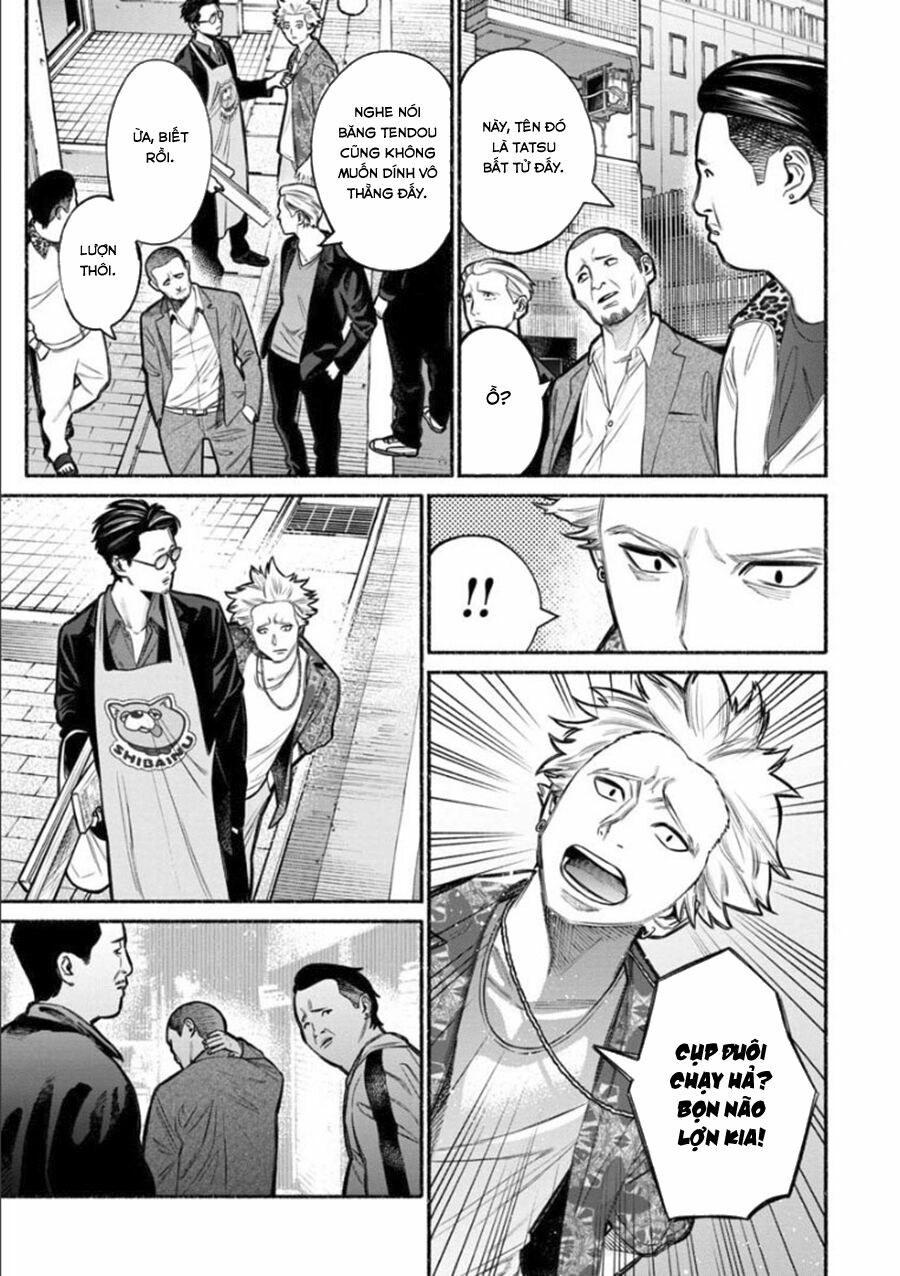 NÀY, TÊN ĐÓ
LÀ TATSU
BẤT TỬ ĐẤY.
Ồ?
NGHE NÓI
BĂNG TENDOU
CŨNG KHÔNG
MUỐN DÍNH VÔ
THẰNG ĐẤY.
ỪA, BIẾT
RỒI.
LƯỢN
THÔI.
!!
SHIBAINU
CỤP ĐUÔI
CHẠY HẢ?
BỌN NÃO
LỢN KIA!